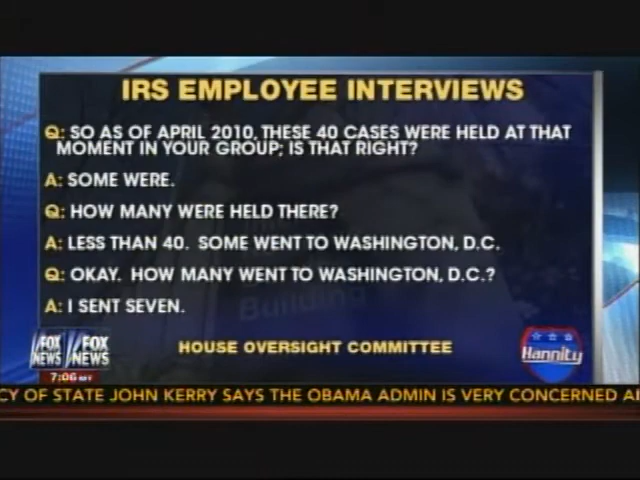 IRS EMPLOYEE INTERVIEWS
Q: SO AS OF APRIL 2010, THESE 40 CASES WERE HELD AT THAT
MOMENT IN YOUR GROUP; IS THAT RIGHT?
A: SOME WERE.
Q: HOW MANY WERE HELD THERE?
A: LESS THAN 40. SOME WENT TO WASHINGTON, D.C.
Q: OKAY. HOW MANY WENT TO WASHINGTON, D.C.?
A: I SENT SEVEN.
Building
HOUSE OVERSIGHT COMMITTEE
FOX NEWS
FOX NEWS
Hannity
7:06
CY OF STATE JOHN KERRY SAYS THE OBAMA ADMIN IS VERY CONCERNED